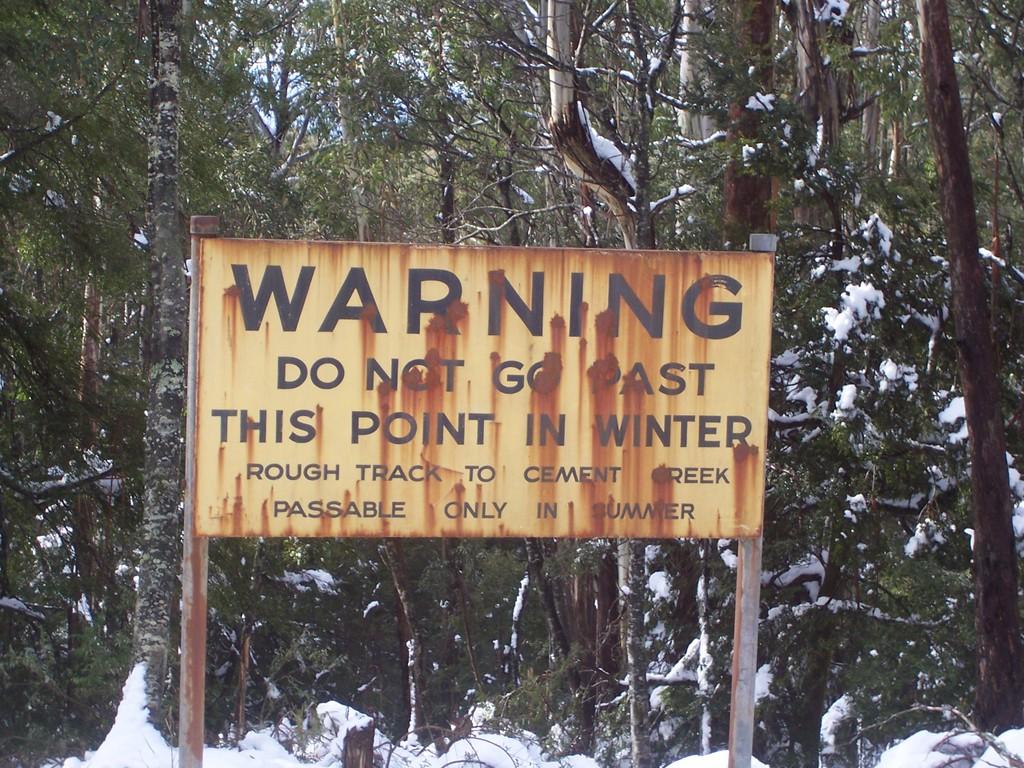 WARNING
DO NOT GO PAST
THIS POINT IN WINTER
ROUGH TRACK TO CEMENT CREEK
PASSABLE ONLY IN SUMMER